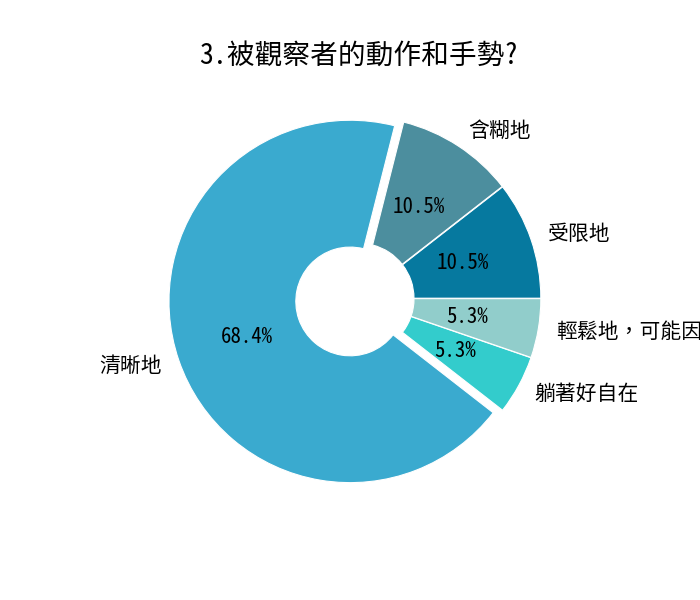 3.被觀察者的動作和手勢?
含糊地
10.5%
受限地
10.5%
5.3%
輕鬆地，可能因
5.3%
躺著好自在
68.4%
清晰地